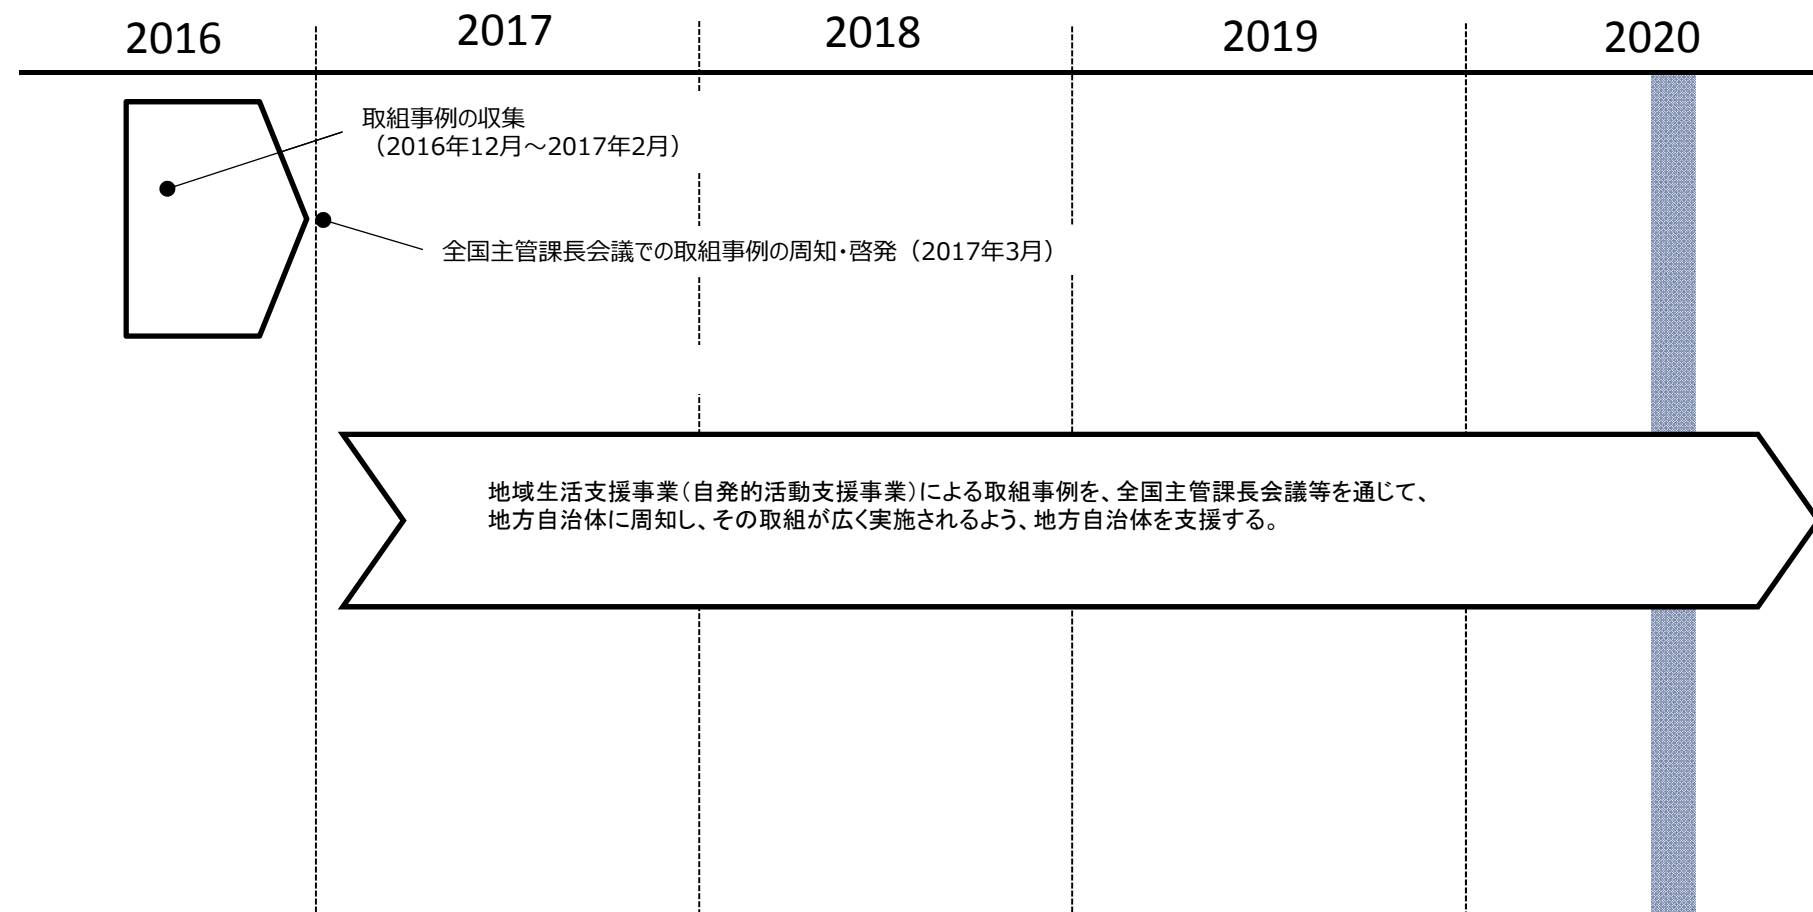 2016
2017
2018
2019
2020
取組事例の収集
（2016年12月～2017年2月）
全国主管課長会議での取組事例の周知・啓発（2017年3月）
地域生活支援事業（自発的活動支援事業）による取組事例を、全国主管課長会議等を通じて、
地方自治体に周知し、その取組が広く実施されるよう、地方自治体を支援する。